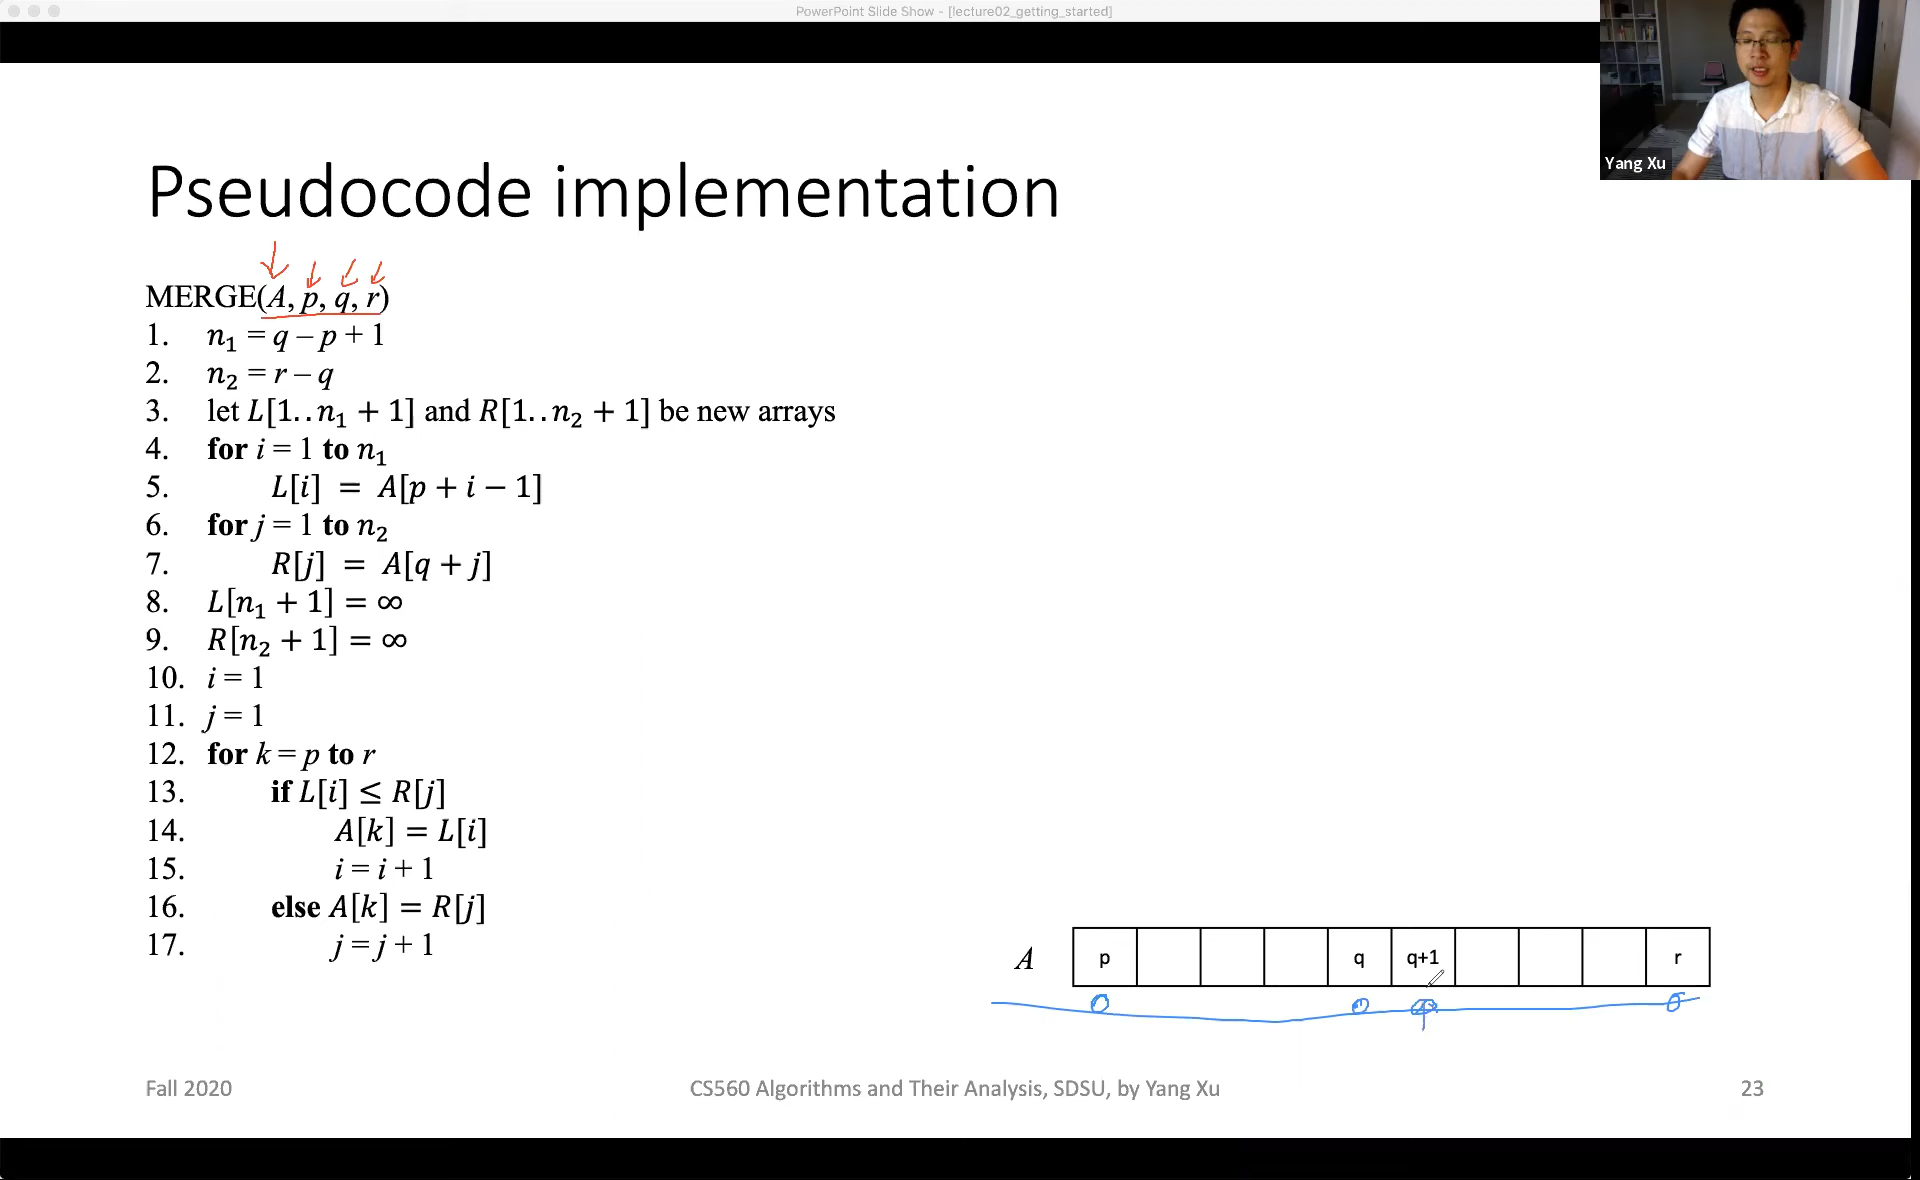 PowerPoint Slide Show - [lecture02_getting_started]
Yang Xu
Pseudocode implementation
MERGE(A, p, q, r)
1. n₁ = q – p + 1
2. n₂ = r – q
3. let L[1..n₁ + 1] and R[1..n₂ + 1] be new arrays
4. for i = 1 to n₁
5. L[i] = A[p + i − 1]
6. for j = 1 to n₂
7. R[j] = A[q + j]
8. L[n₁ + 1] = ∞
9. R[n₂ + 1] = ∞
10. i = 1
11. j = 1
12. for k = p to r
13. if L[i] ≤ R[j]
14. A[k] = L[i]
15. i = i + 1
16. else A[k] = R[j]
17. j = j + 1
A p q q+1 r
Fall 2020 CS560 Algorithms and Their Analysis, SDSU, by Yang Xu 23